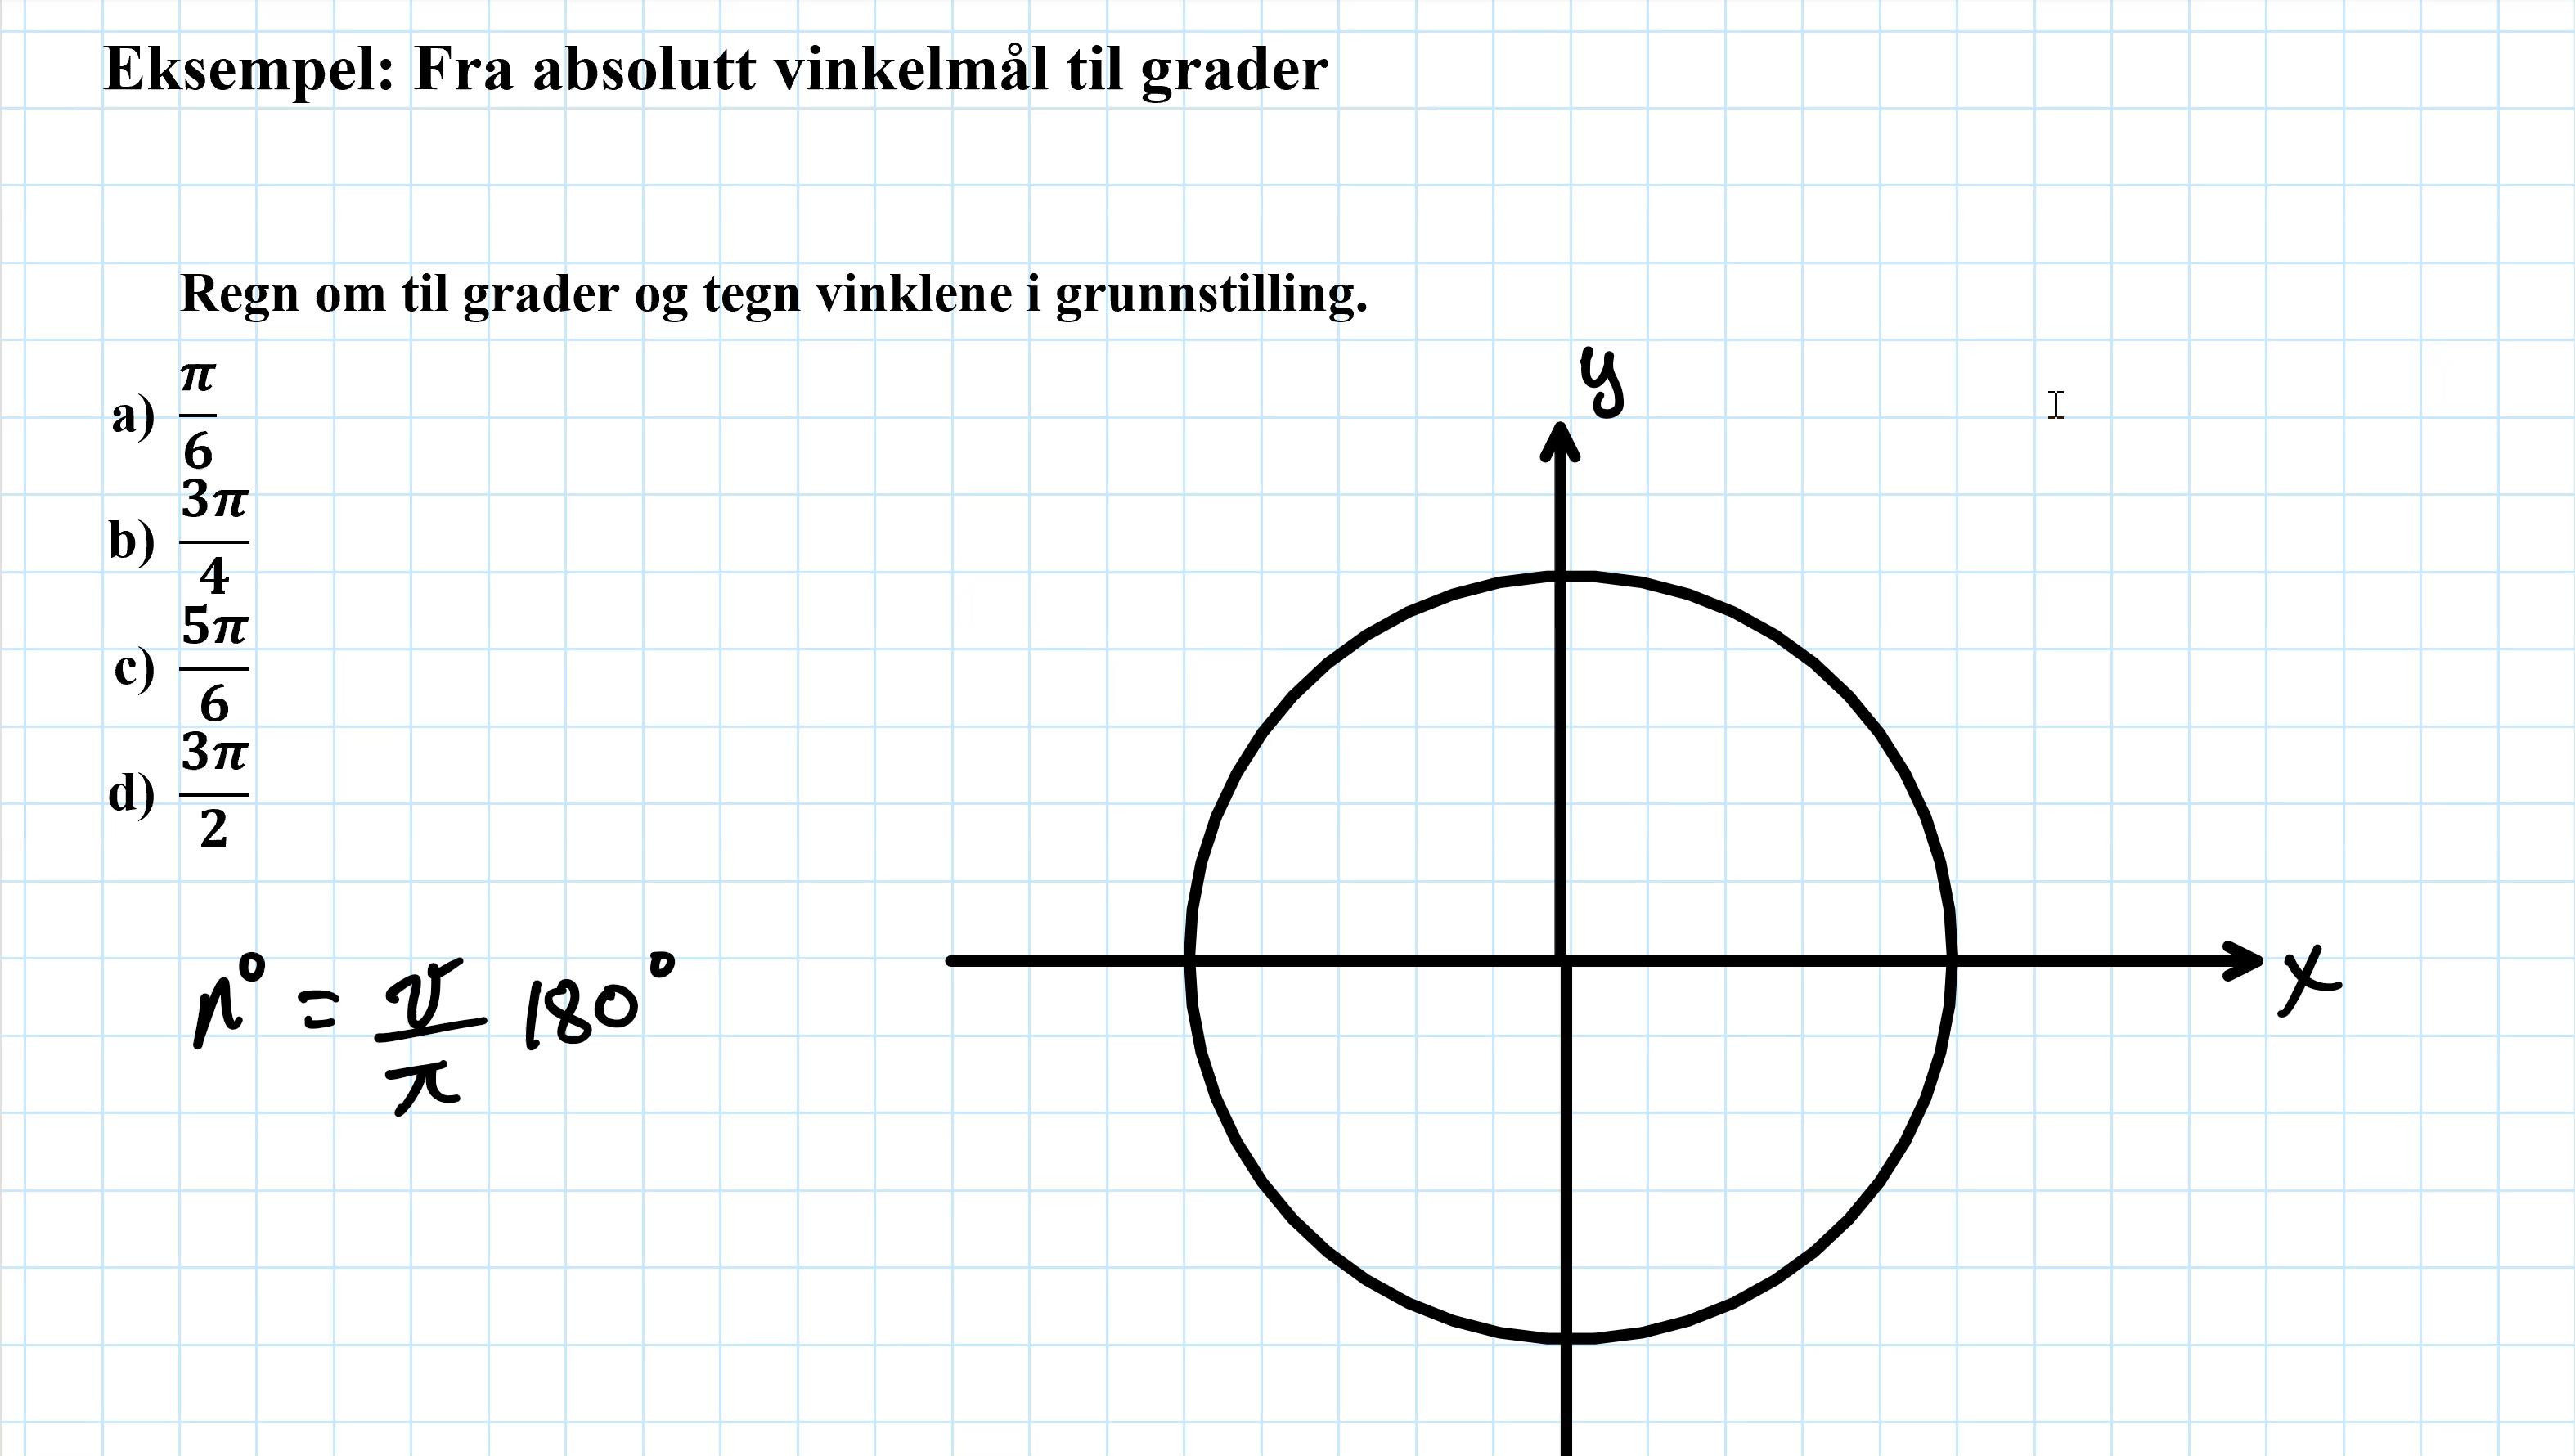 Eksempel: Fra absolutt vinkelmål til grader
Regn om til grader og tegn vinklene i grunnstilling.
a) π/6
b) 3π/4
c) 5π/6
d) 3π/2
n° = v/π 180°
y
x